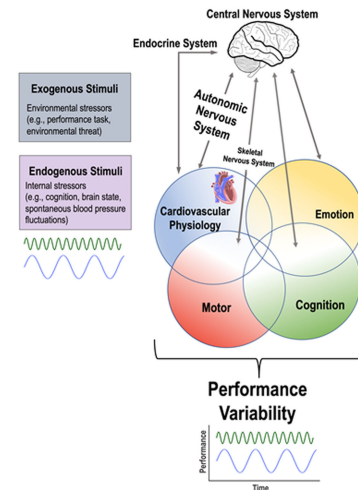 Central Nervous System
Endocrine System
Exogenous Stimuli
Environmental stressors
(e.g., performance task,
environmental threat)
Autonomic
Nervous
System
Skeletal
Nervous System
Endogenous Stimuli
Internal stressors
(e.g., cognition, brain state,
spontaneous blood pressure
fluctuations)
Cardiovascular
Physiology
Emotion
Motor
Cognition
Performance
Variability
Performance
Time